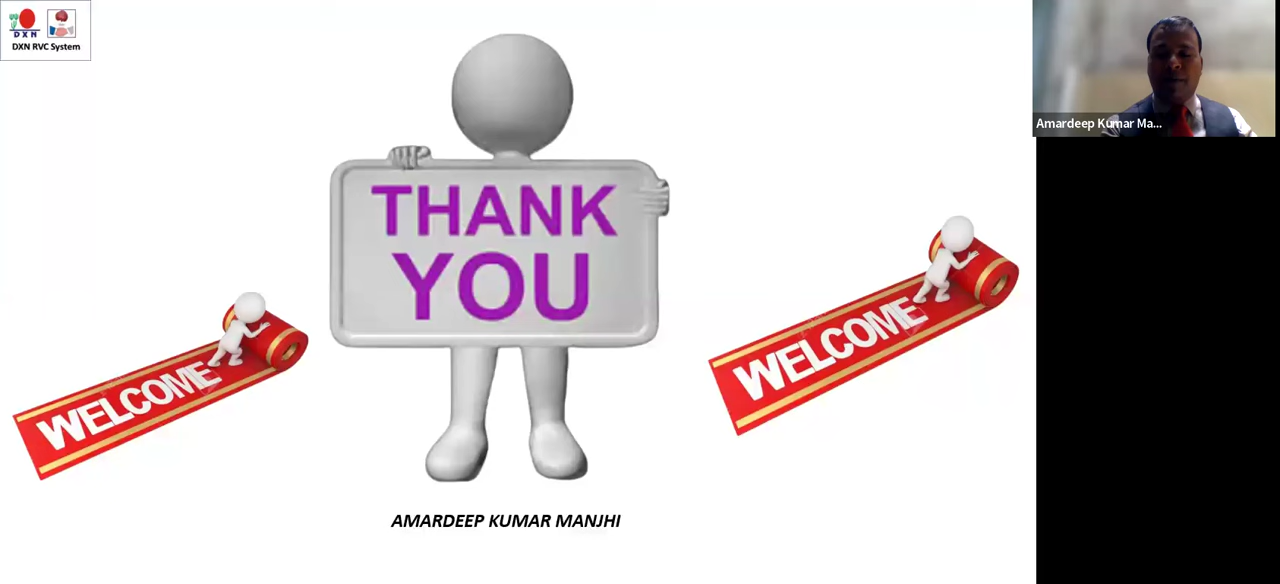 DXN
DXN RVC System
THANK
YOU
WELCOME
WELCOME
AMARDEEP KUMAR MANJHI
Amardeep Kumar Ma...